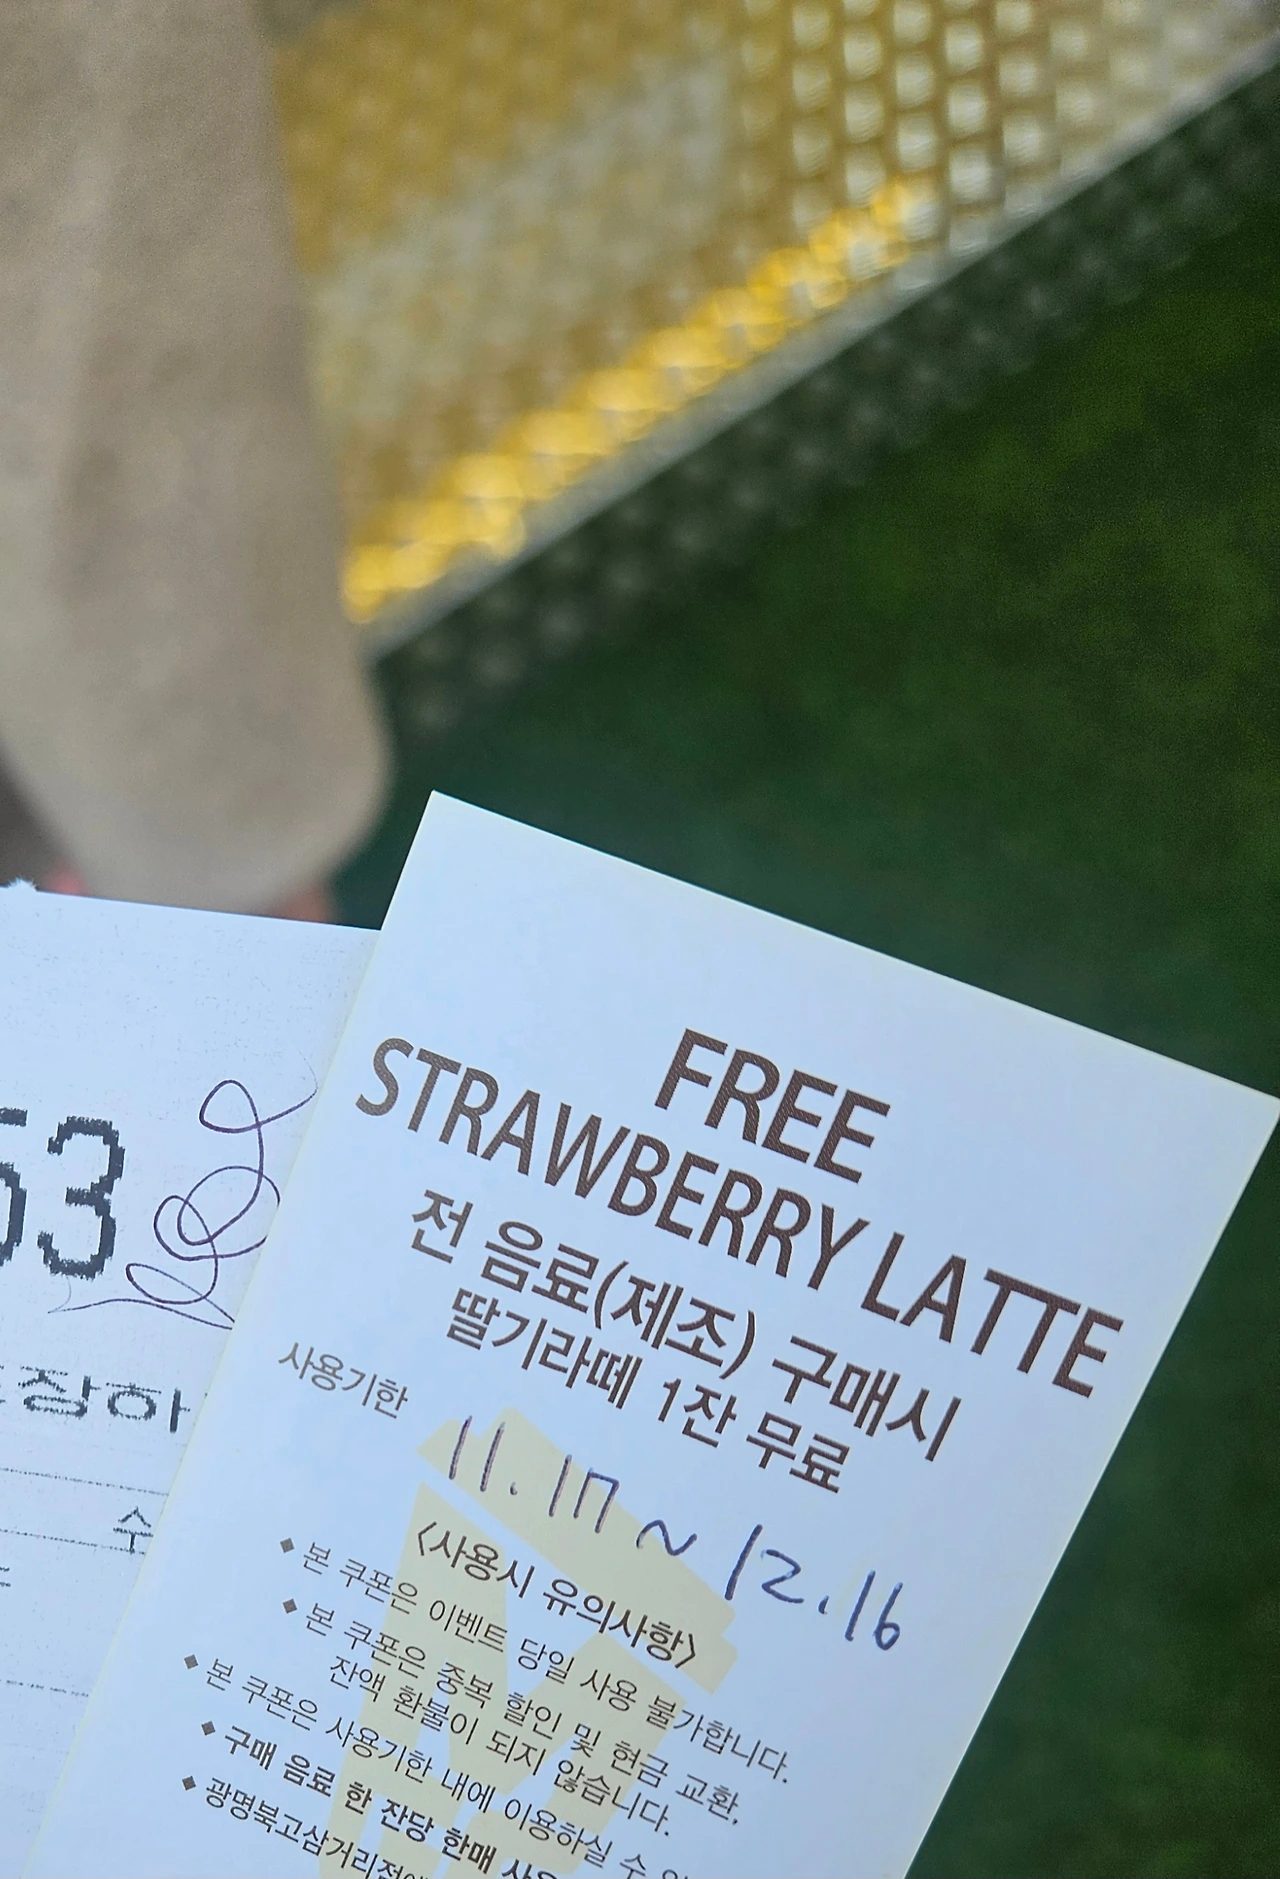 53
장하
수
FREE
STRAWBERRY LATTE
전 음료(제조) 구매시
딸기라떼 1잔 무료
사용기한
11.17 ~ 12.16
<사용시 유의사항>
◆ 본 쿠폰은 이벤트 당일 사용 불가합니다.
◆ 본 쿠폰은 중복 할인 및 현금 교환,
잔액 환불이 되지 않습니다.
◆ 본 쿠폰은 사용기한 내에 이용하실 수
◆ 구매 음료 한 잔당 한매
◆ 광명북고삼거리점에